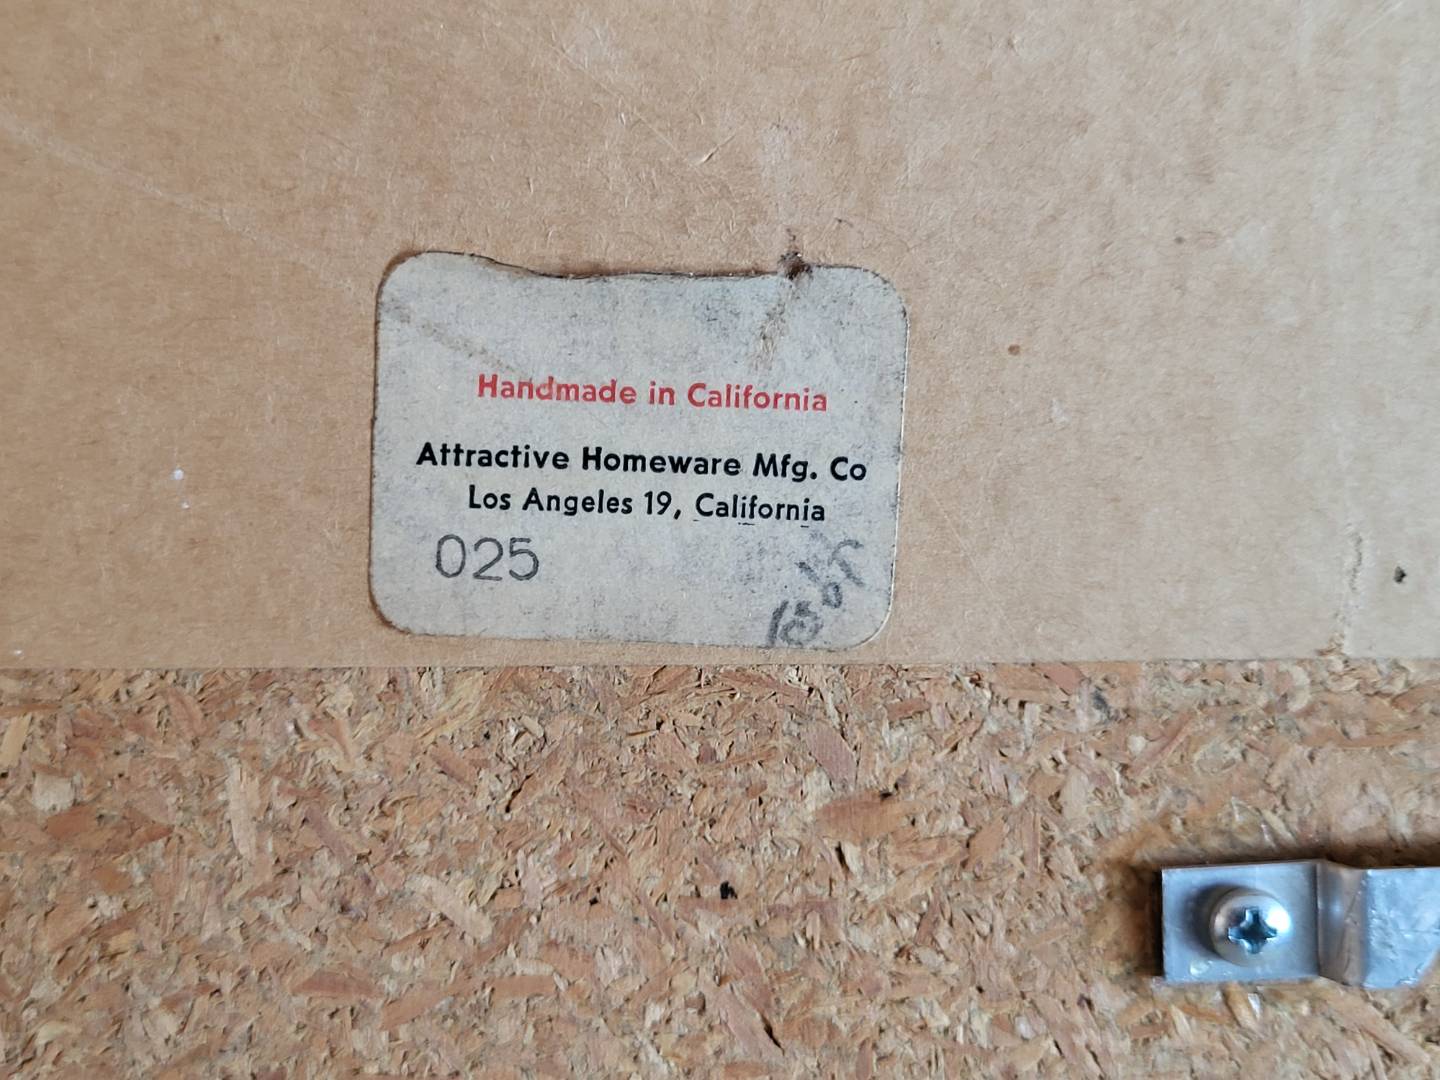 Handmade in California
Attractive Homeware Mfg. Co
Los Angeles 19, California
025